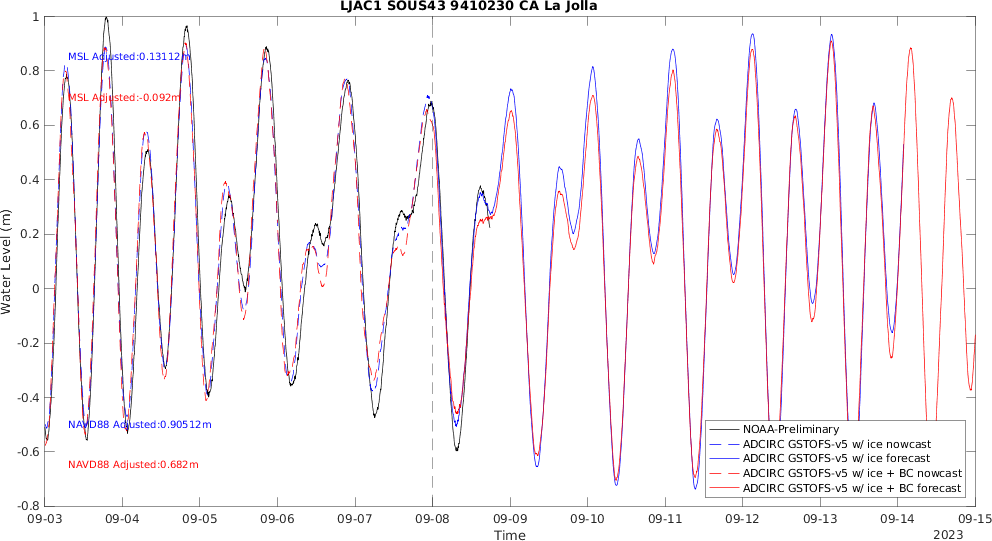 LJAC1 SOUS43 9410230 CA La Jolla
1
0.8
0.6
0.4
0.2
0
-0.2
-0.4
-0.6
-0.8
Water Level (m)
MSL Adjusted:0.13112m
MSL Adjusted:-0.092m
NAVD88 Adjusted:0.90512m
NAVD88 Adjusted:0.682m
NOAA-Preliminary
ADCIRC GSTOFS-v5 w/ ice nowcast
ADCIRC GSTOFS-v5 w/ ice forecast
ADCIRC GSTOFS-v5 w/ ice + BC nowcast
ADCIRC GSTOFS-v5 w/ ice + BC forecast
09-03 09-04 09-05 09-06 09-07 09-08 09-09 09-10 09-11 09-12 09-13 09-14 09-15
Time
2023